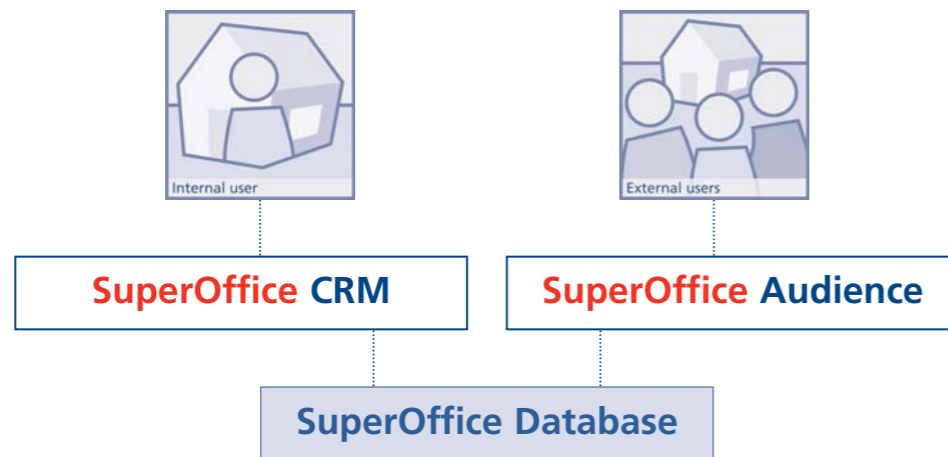 Internal user
External users
SuperOffice CRM
SuperOffice Audience
SuperOffice Database